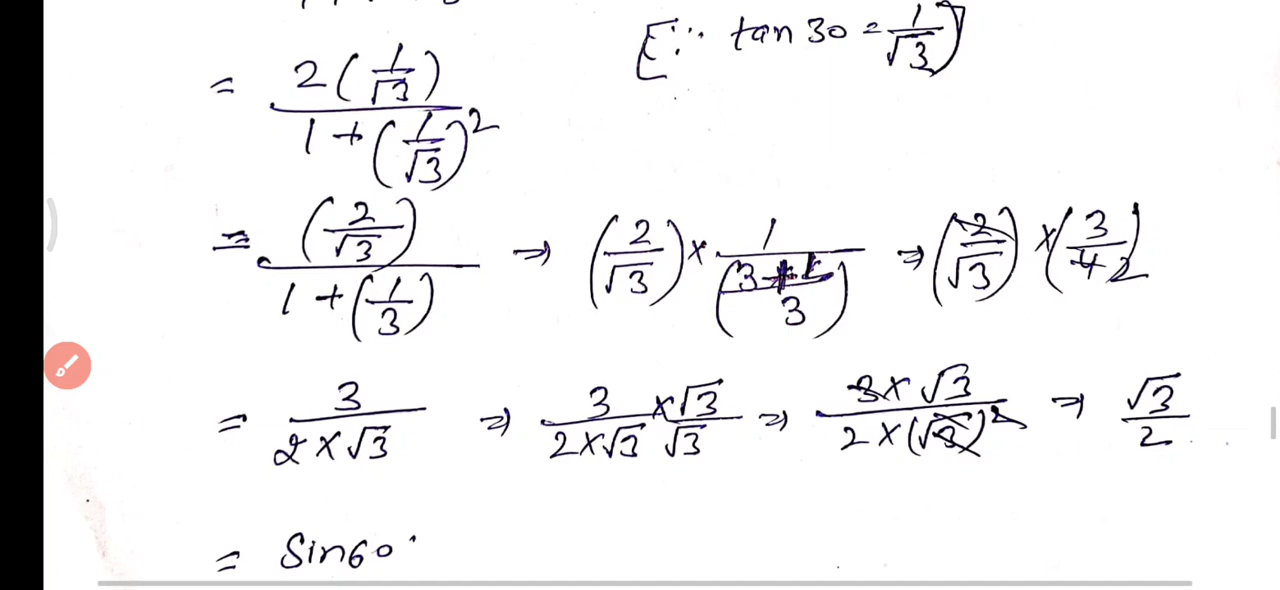 [∵ tan 30 = 1/√3]
= 2(1/√3) / 1 + (1/√3)²
= (2/√3) / 1 + (1/3) ⇒ (2/√3) × 1/((3+1)/3) ⇒ (2/√3) × (3/4 2)
= 3 / 2×√3 ⇒ 3 × √3 / 2×√3 √3 ⇒ 3×√3 / 2×(√3)² ⇒ √3/2
= Sin60°